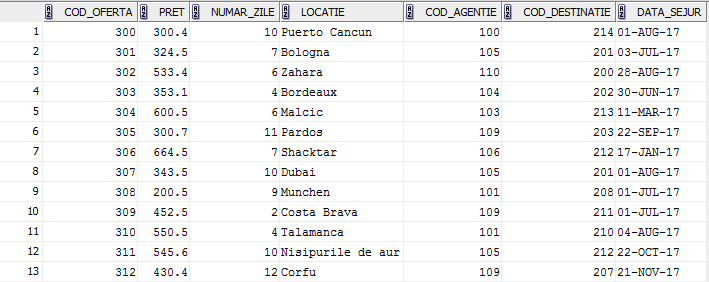 COD_OFERTA PRET NUMAR_ZILE LOCATIE COD_AGENTIE COD_DESTINATIE DATA_SEJUR
1 300 300.4 10 Puerto Cancun 100 214 01-AUG-17
2 301 324.5 7 Bologna 105 201 03-JUL-17
3 302 533.4 6 Zahara 110 200 28-AUG-17
4 303 353.1 4 Bordeaux 104 202 30-JUN-17
5 304 600.5 6 Malcic 103 213 11-MAR-17
6 305 300.7 11 Pardos 109 203 22-SEP-17
7 306 664.5 7 Shacktar 106 212 17-JAN-17
8 307 343.5 10 Dubai 105 201 01-AUG-17
9 308 200.5 9 Munchen 101 208 01-JUL-17
10 309 452.5 2 Costa Brava 109 211 01-JUL-17
11 310 550.5 4 Talamanca 101 210 04-AUG-17
12 311 545.6 10 Nisipurile de aur 105 212 22-OCT-17
13 312 430.4 12 Corfu 109 207 21-NOV-17